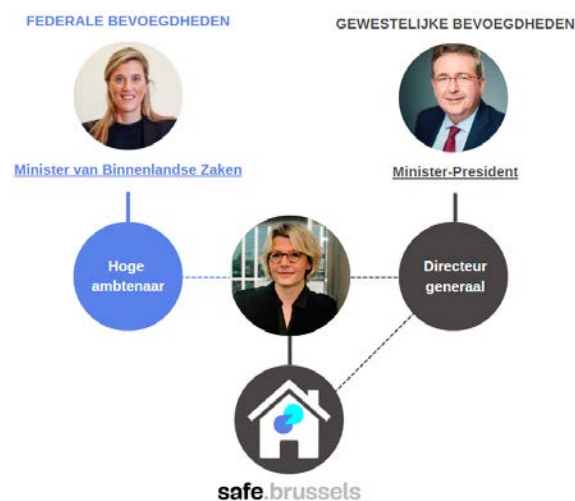 FEDERALE BEVOEGDHEDEN
GEWESTELIJKE BEVOEGDHEDEN
Minister van Binnenlandse Zaken
Minister-President
Hoge
ambtenaar
Directeur
generaal
safe.brussels